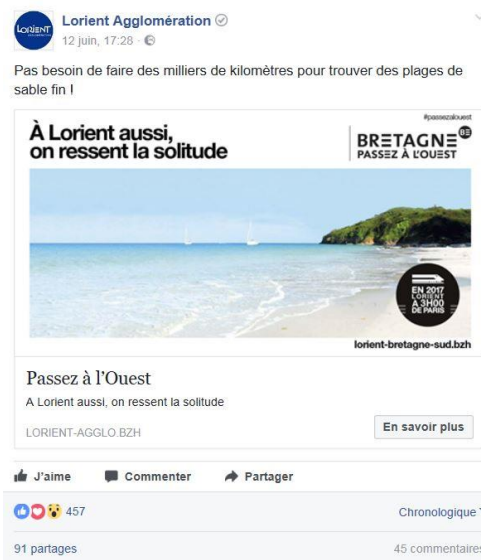 LORIENT
Lorient Agglomération
12 juin, 17:28 ·
Pas besoin de faire des milliers de kilomètres pour trouver des plages de
sable fin !
#passezalouest
À Lorient aussi,
on ressent la solitude
BRETAGNE BE
PASSEZ À L'OUEST
EN 2017
LORIENT
A 3H00
DE PARIS
lorient-bretagne-sud.bzh
Passez à l'Ouest
A Lorient aussi, on ressent la solitude
LORIENT-AGGLO.BZH
En savoir plus
J'aime
Commenter
Partager
457
Chronologique
91 partages
45 commentaires